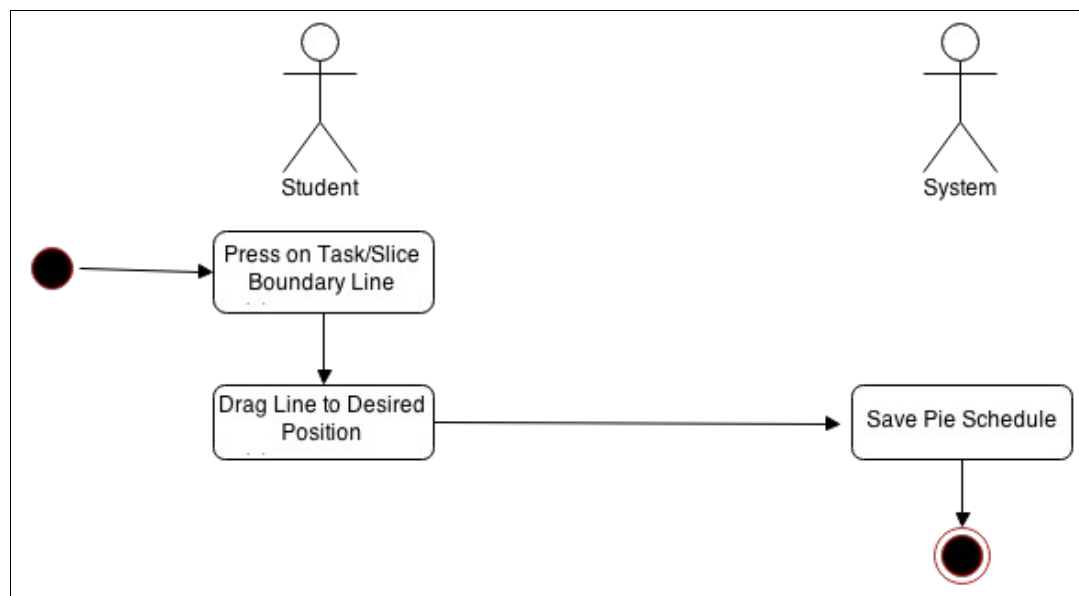 Student
System
Press on Task/Slice
Boundary Line
Drag Line to Desired
Position
Save Pie Schedule